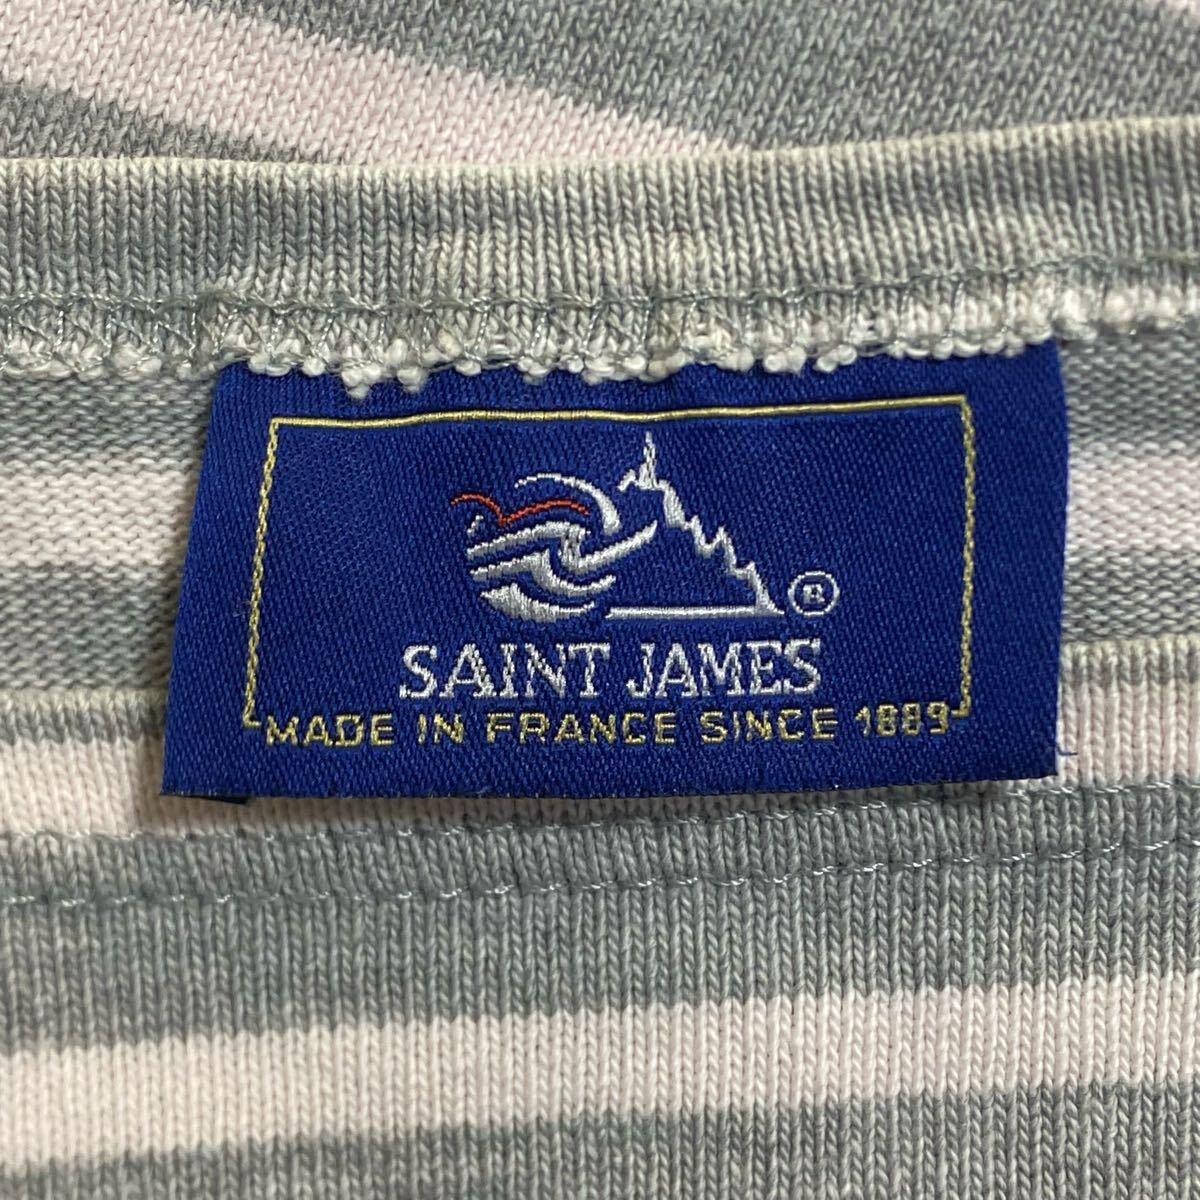 ®
SAINT JAMES
MADE IN FRANCE SINCE 1889